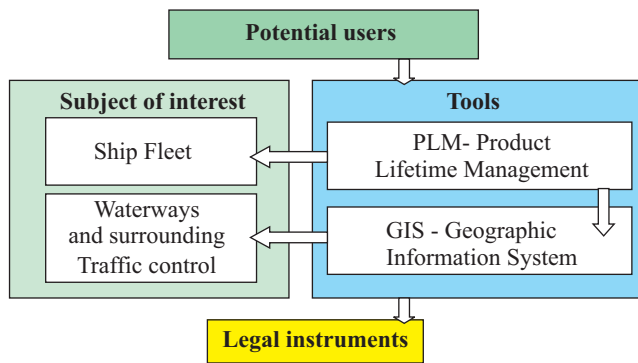 Potential users
Subject of interest
Ship Fleet
Waterways
and surrounding
Traffic control
Tools
PLM- Product
Lifetime Management
GIS - Geographic
Information System
Legal instruments